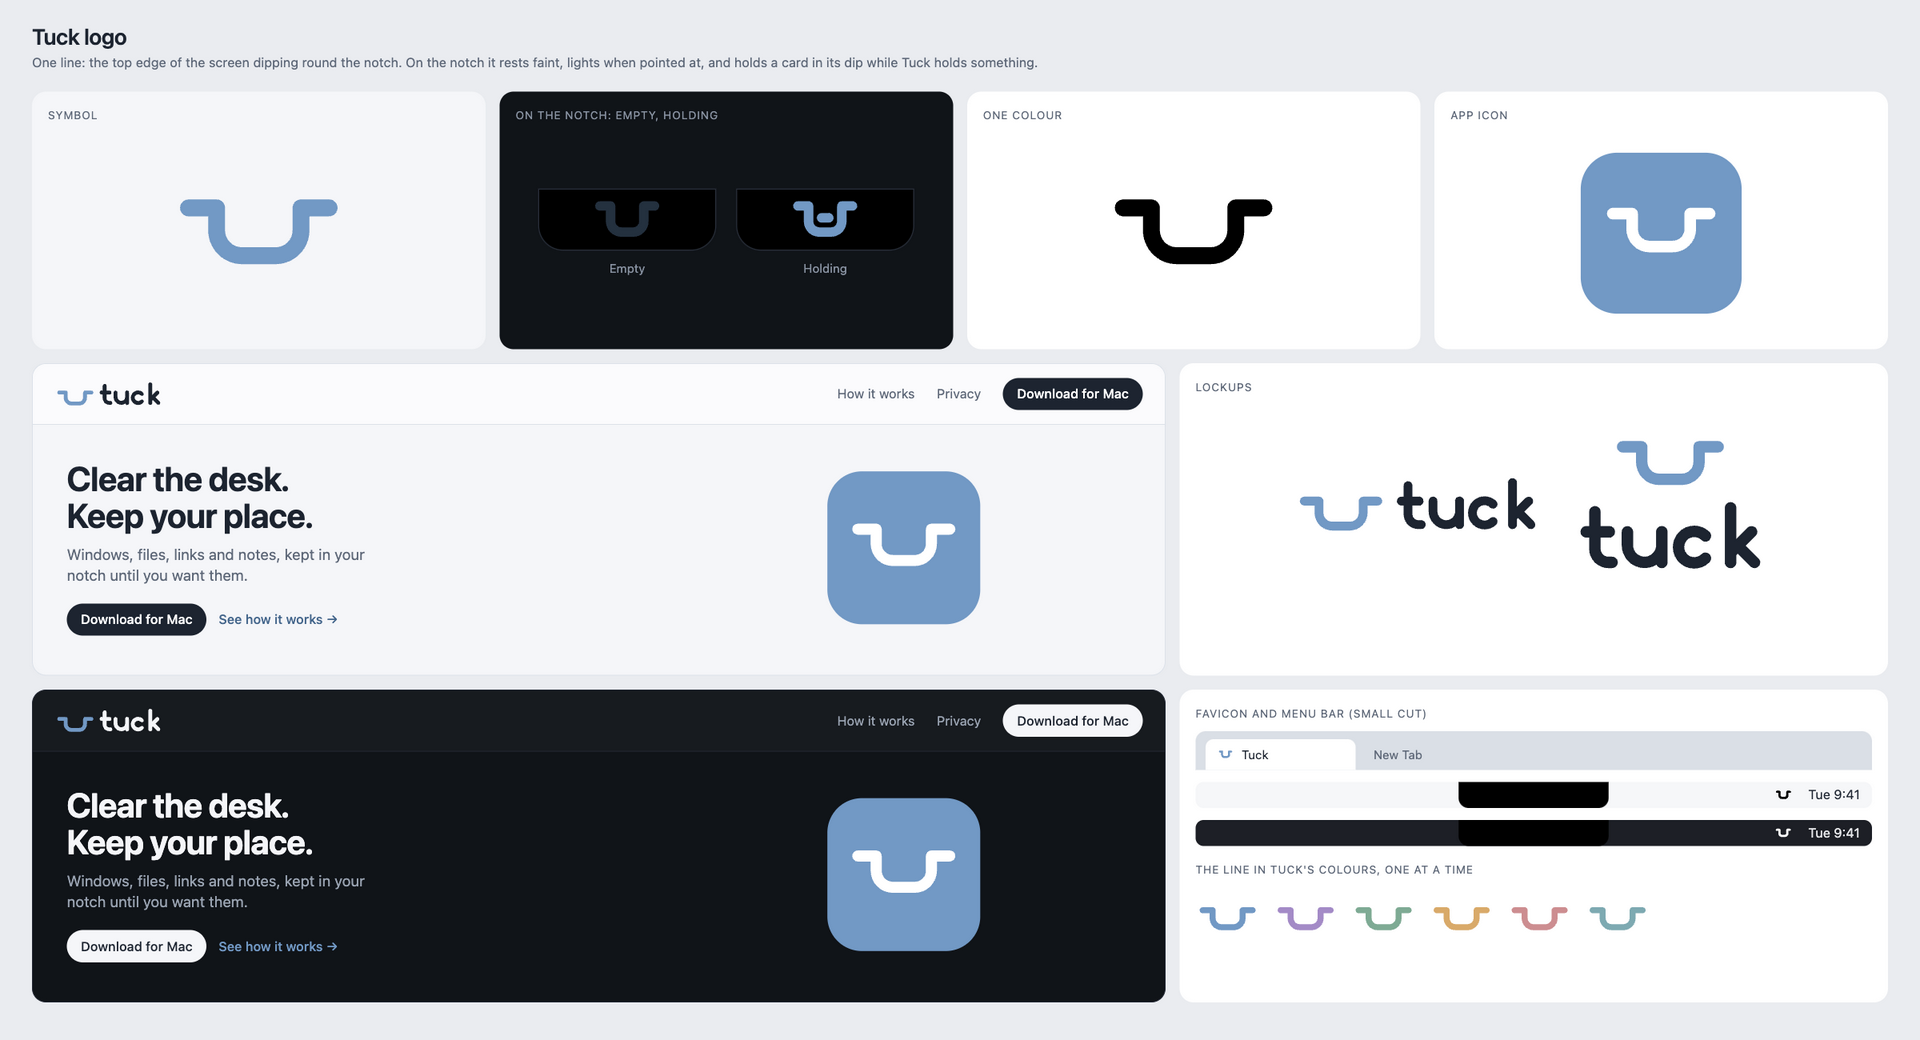 Tuck logo
One line: the top edge of the screen dipping round the notch. On the notch it rests faint, lights when pointed at, and holds a card in its dip while Tuck holds something.
SYMBOL
ON THE NOTCH: EMPTY, HOLDING
Empty
Holding
ONE COLOUR
APP ICON
tuck
How it works
Privacy
Download for Mac
Clear the desk.
Keep your place.
Windows, files, links and notes, kept in your
notch until you want them.
Download for Mac
See how it works →
LOCKUPS
tuck
tuck
tuck
How it works
Privacy
Download for Mac
Clear the desk.
Keep your place.
Windows, files, links and notes, kept in your
notch until you want them.
Download for Mac
See how it works →
FAVICON AND MENU BAR (SMALL CUT)
Tuck
New Tab
Tue 9:41
Tue 9:41
THE LINE IN TUCK'S COLOURS, ONE AT A TIME